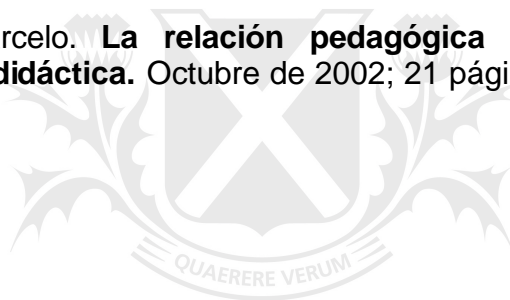 rcelo. La relación pedagógica
didáctica. Octubre de 2002; 21 pági
QUAERERE VERUM